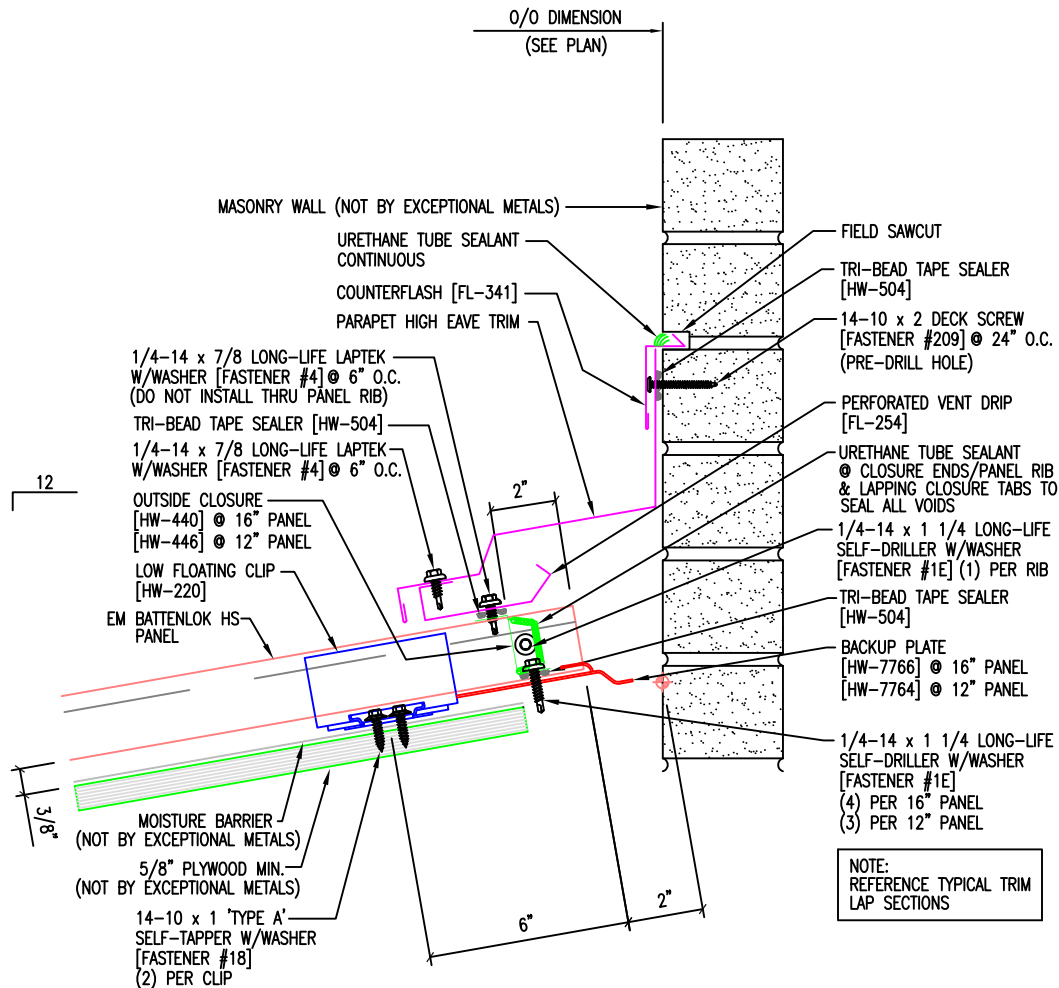 O/O DIMENSION
(SEE PLAN)
MASONRY WALL (NOT BY EXCEPTIONAL METALS)
URETHANE TUBE SEALANT
CONTINUOUS
COUNTERFLASH [FL-341]
PARAPET HIGH EAVE TRIM
1/4-14 x 7/8 LONG-LIFE LAPTEK
W/WASHER [FASTENER #4] @ 6" O.C.
(DO NOT INSTALL THRU PANEL RIB)
TRI-BEAD TAPE SEALER [HW-504]
1/4-14 x 7/8 LONG-LIFE LAPTEK
W/WASHER [FASTENER #4] @ 6" O.C.
12
OUTSIDE CLOSURE
[HW-440] @ 16" PANEL
[HW-446] @ 12" PANEL
LOW FLOATING CLIP
[HW-220]
EM BATTENLOK HS
PANEL
2"
FIELD SAWCUT
TRI-BEAD TAPE SEALER
[HW-504]
14-10 x 2 DECK SCREW
[FASTENER #209] @ 24" O.C.
(PRE-DRILL HOLE)
PERFORATED VENT DRIP
[FL-254]
URETHANE TUBE SEALANT
@ CLOSURE ENDS/PANEL RIB
& LAPPING CLOSURE TABS TO
SEAL ALL VOIDS
1/4-14 x 1 1/4 LONG-LIFE
SELF-DRILLER W/WASHER
[FASTENER #1E] (1) PER RIB
TRI-BEAD TAPE SEALER
[HW-504]
BACKUP PLATE
[HW-7766] @ 16" PANEL
[HW-7764] @ 12" PANEL
1/4-14 x 1 1/4 LONG-LIFE
SELF-DRILLER W/WASHER
[FASTENER #1E]
(4) PER 16" PANEL
(3) PER 12" PANEL
3/8"
MOISTURE BARRIER
(NOT BY EXCEPTIONAL METALS)
5/8" PLYWOOD MIN.
(NOT BY EXCEPTIONAL METALS)
14-10 x 1 'TYPE A'
SELF-TAPPER W/WASHER
[FASTENER #18]
(2) PER CLIP
6"
2"
NOTE:
REFERENCE TYPICAL TRIM
LAP SECTIONS